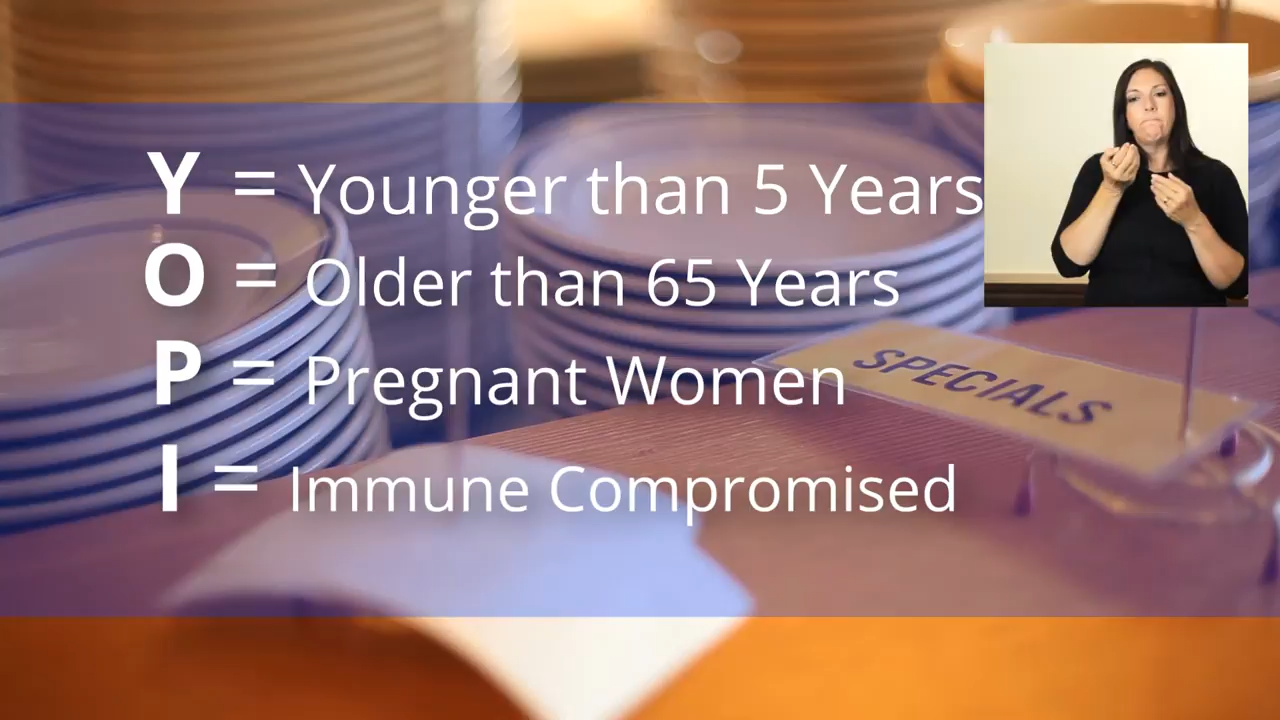 Y = Younger than 5 Years
O = Older than 65 Years
P = Pregnant Women
I = Immune Compromised
SPECIALS